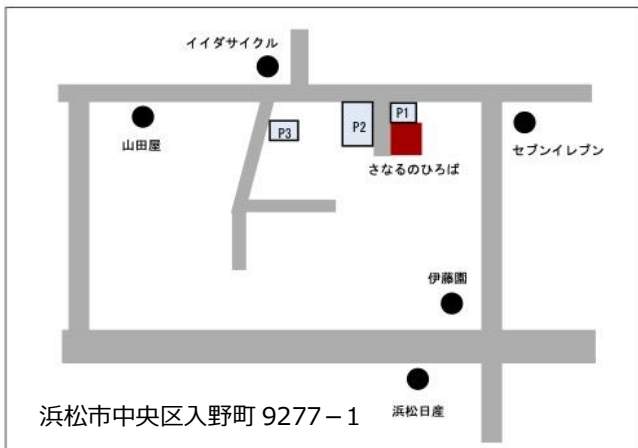 イイダサイクル
山田屋
P3
P2
P1
セブンイレブン
さなるのひろば
伊藤園
浜松日産
浜松市中央区入野町 9277－1